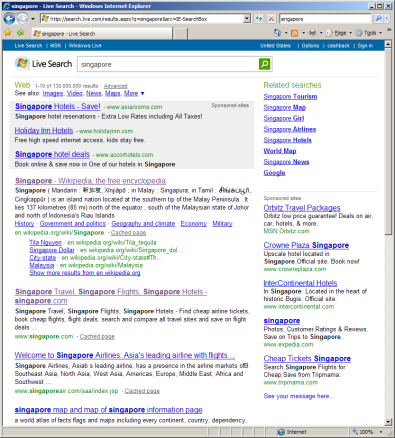 singapore - Live Search - Windows Internet Explorer
http://search.live.com/results.aspx?q=singapore&src=IE-SearchBox
singapore
singapore - Live Search
Page
Tools
Live Search | MSN | Windows Live
United States | Options | cashback | Sign in
Live Search
singapore
Web 1-10 of 130,000,000 results · Advanced
See also: Images, Video, News, Maps, More ▼
Singapore Hotels - Save! - www.asiarooms.com
Sponsored sites
Singapore hotel reservations - Extra Low Rates including All Taxes!
Holiday Inn Hotels - www.holidayinn.com
Free high speed internet access, kids stay free.
Singapore hotel deals - www.accorhotels.com
Book online & save now in One of our hotels in Singapore
Singapore - Wikipedia, the free encyclopedia
Singapore ( Mandarin : 新加坡, Xīnjiāpō ; in Malay : Singapura; in Tamil : சிங்கப்பூர்,
Cingkappūr ) is an island nation located at the southern tip of the Malay Peninsula . It
lies 137 kilometres (85 mi) north of the equator , south of the Malaysian state of Johor
and north of Indonesia's Riau Islands
History · Government and politics · Geography and climate · Economy · Military
en.wikipedia.org/wiki/Singapore · Cached page
Tila Nguyen - en.wikipedia.org/wiki/Tila_tequila
Singapore Dollar - en.wikipedia.org/wiki/Singapore_dol...
City-state - en.wikipedia.org/wiki/City-state#Th...
Malaysia - en.wikipedia.org/wiki/Malaysia
Show more results from en.wikipedia.org
Singapore Travel, Singapore Flights, Singapore Hotels -
singapore.com
Singapore Travel, Singapore Flights, Singapore Hotels - Find cheap airline tickets,
book cheap flights, flight deals. search and compare all travel sites and save on flight
deals ...
www.singapore.com · Cached page
Welcome to Singapore Airlines: Asia's leading airline with flights ...
Singapore Airlines, Asia's leading airline, has a presence in the airline markets of
Southeast Asia, North Asia, West Asia, Americas, Europe, Middle East, Africa and
Southwest ...
www.singaporeair.com/saa/index.jsp · Cached page
singapore map and map of singapore information page
a world atlas of facts flags and maps including every continent, country, dependency,
Related searches
Singapore Tourism
Singapore Map
Singapore Girl
Singapore Airlines
Singapore Hotels
World Map
Singapore News
Google
Sponsored sites
Orbitz Travel Packages
Orbitz low price guarantee! Deals on air,
car, hotels, & more.
MSN.Orbitz.com
Crowne Plaza Singapore
Upscale hotel located in
Singapore Official site. Book now!
www.crowneplaza.com
InterContinental Hotels
In Singapore. Located in the heart of
historic Bugis. Official site.
www.intercontinental.com
singapore
Photos, Customer Ratings & Reviews.
Save on Trips to Singapore.
www.expedia.com
Cheap Tickets Singapore
Search Singapore Flights for
Cheap.Save from Tripmama.
www.tripmama.com
See your message here...
Internet
100%